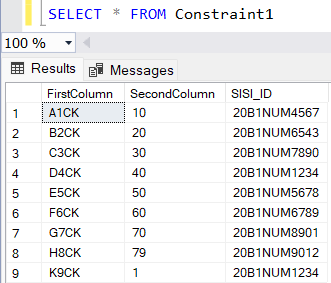 SELECT * FROM Constraint1
100 %
Results Messages
FirstColumn SecondColumn SISI_ID
1 A1CK 10 20B1NUM4567
2 B2CK 20 20B1NUM6543
3 C3CK 30 20B1NUM7890
4 D4CK 40 20B1NUM1234
5 E5CK 50 20B1NUM5678
6 F6CK 60 20B1NUM6789
7 G7CK 70 20B1NUM8901
8 H8CK 79 20B1NUM9012
9 K9CK 1 20B1NUM1234